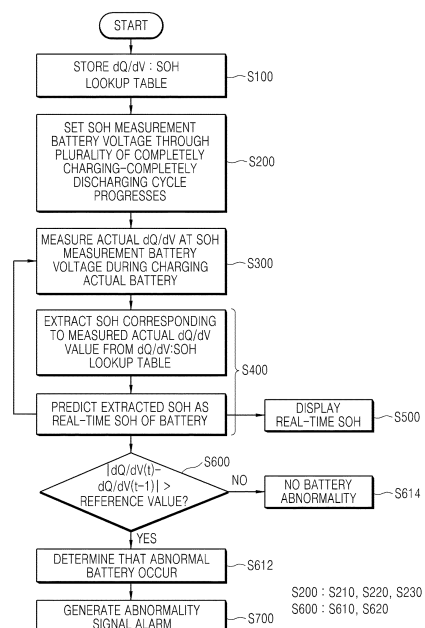 START
STORE dQ/dV : SOH
LOOKUP TABLE
S100
SET SOH MEASUREMENT
BATTERY VOLTAGE THROUGH
PLURALITY OF COMPLETELY
CHARGING-COMPLETELY
DISCHARGING CYCLE
PROGRESSES
S200
MEASURE ACTUAL dQ/dV AT SOH
MEASUREMENT BATTERY
VOLTAGE DURING CHARGING
ACTUAL BATTERY
S300
EXTRACT SOH CORRESPONDING
TO MEASURED ACTUAL dQ/dV
VALUE FROM dQ/dV:SOH
LOOKUP TABLE
S400
PREDICT EXTRACTED SOH AS
REAL-TIME SOH OF BATTERY
DISPLAY
REAL-TIME SOH
S500
S600
|dQ/dV(t)-
dQ/dV(t-1)| >
REFERENCE VALUE?
NO
NO BATTERY
ABNORMALITY
S614
YES
DETERMINE THAT ABNORMAL
BATTERY OCCUR
S612
GENERATE ABNORMALITY
SIGNAL ALARM
S700
S200 : S210, S220, S230
S600 : S610, S620